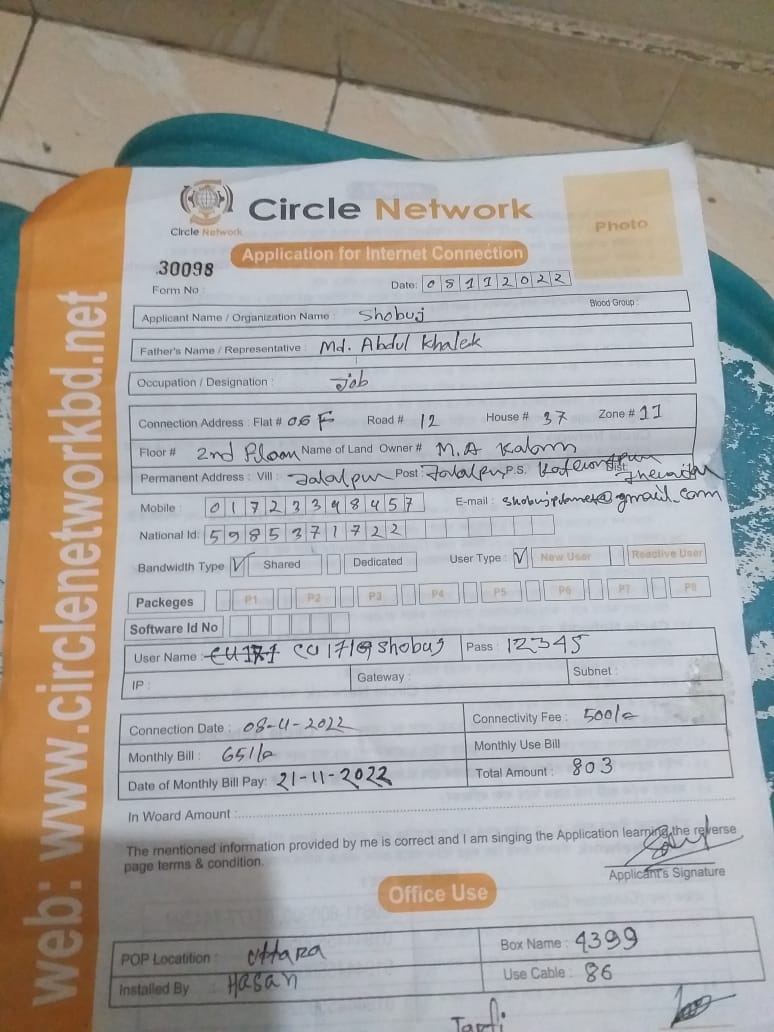 web: www.circlenetworkbd.net
Circle Network
Circle Network
Photo
Application for Internet Connection
30098
Form No :
Date: 08112022
Blood Group:
Applicant Name / Organization Name : Shobuj
Father's Name / Representative : Md. Abdul Khalek
Occupation / Designation : Job
Connection Address : Flat # 06 F Road # 12 House # 37 Zone # 11
Floor # 2nd Name of Land Owner # M.A
Permanent Address : Vill : Jalalpur Post : Jalalpur P.S. Dist
Mobile : 01723398457 E-mail :
National Id: 5985371722
Bandwidth Type Shared Dedicated User Type : New User Reactive User
Packeges P1 P2 P3 P4 P5 P6 P7 P8
Software Id No
User Name : Pass : 12345
IP : Gateway : Subnet :
Connection Date : 08-11-2022 Connectivity Fee : 500/=
Monthly Bill : 651/= Monthly Use Bill
Date of Monthly Bill Pay: 21-11-2022 Total Amount : 803
In Woard Amount :
The mentioned information provided by me is correct and I am singing the Application learning the reverse
page terms & condition.
Applicant's Signature
Office Use
POP Locatition : Uttara Box Name : 4399
Installed By Hasan Use Cable : 86